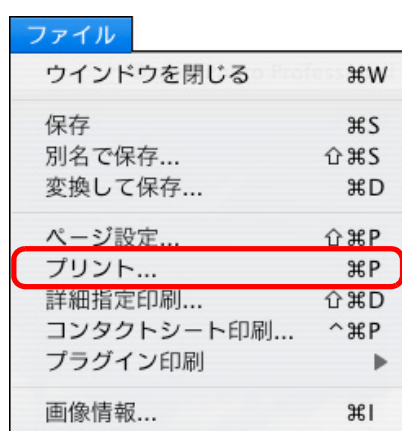 ファイル
ウインドウを閉じる ⌘W
保存 ⌘S
別名で保存... ⇧⌘S
変換して保存... ⌘D
ページ設定... ⇧⌘P
プリント... ⌘P
詳細指定印刷... ⇧⌘D
コンタクトシート印刷... ^⌘P
プラグイン印刷 ▶
画像情報... ⌘I